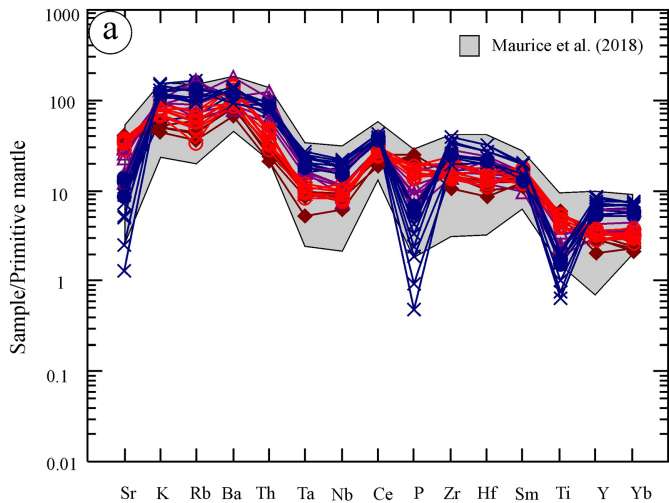 a
Maurice et al. (2018)
Sample/Primitive mantle
1000
100
10
1
0.1
0.01
Sr K Rb Ba Th Ta Nb Ce P Zr Hf Sm Ti Y Yb